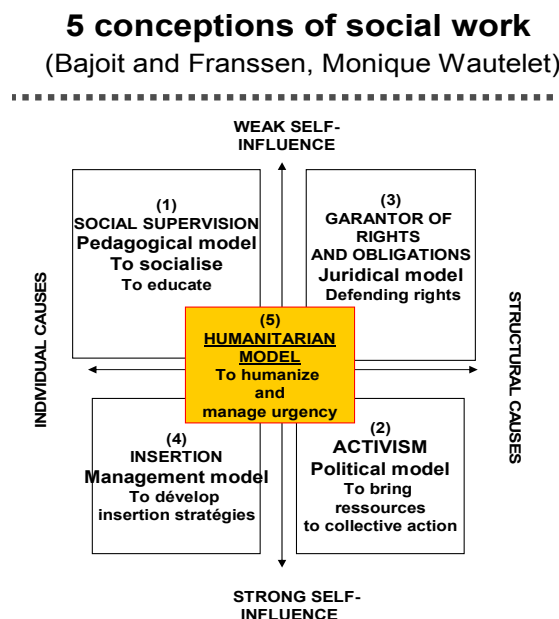 5 conceptions of social work
(Bajoit and Franssen, Monique Wautelet)
WEAK SELF-
INFLUENCE
(1)
SOCIAL SUPERVISION
Pedagogical model
To socialise
To educate
(3)
GARANTOR OF
RIGHTS
AND OBLIGATIONS
Juridical model
Defending rights
INDIVIDUAL CAUSES
(5)
HUMANITARIAN
MODEL
To humanize
and
manage urgency
STRUCTURAL CAUSES
(4)
INSERTION
Management model
To dévelop
insertion stratégies
(2)
ACTIVISM
Political model
To bring
ressources
to collective action
STRONG SELF-
INFLUENCE